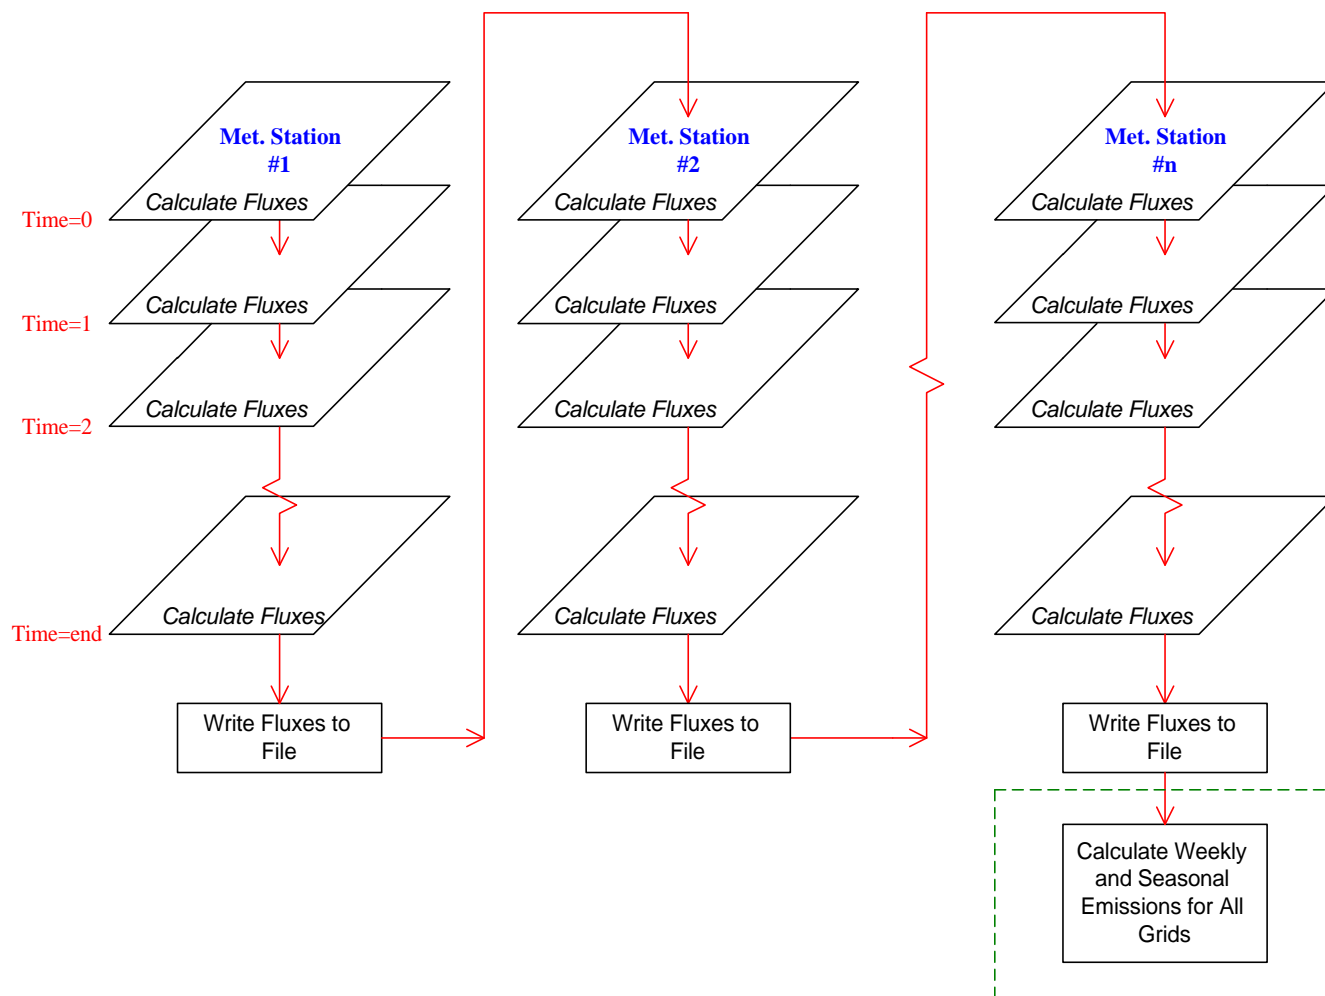 Met. Station
#1
Met. Station
#2
Met. Station
#n
Time=0
Calculate Fluxes
Calculate Fluxes
Calculate Fluxes
Time=1
Calculate Fluxes
Calculate Fluxes
Calculate Fluxes
Time=2
Calculate Fluxes
Calculate Fluxes
Calculate Fluxes
Time=end
Calculate Fluxes
Calculate Fluxes
Calculate Fluxes
Write Fluxes to
File
Write Fluxes to
File
Write Fluxes to
File
Calculate Weekly
and Seasonal
Emissions for All
Grids